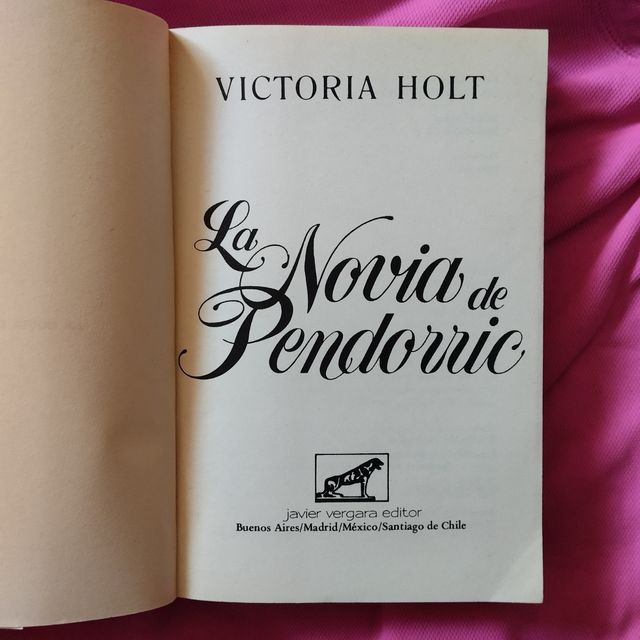 VICTORIA HOLT
La Novia de
Pendorric
javier vergara editor
Buenos Aires/Madrid/México/Santiago de Chile